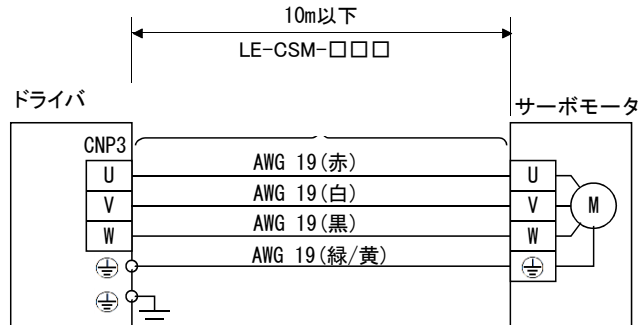 10m以下
LE-CSM-□□□
ドライバ
サーボモータ
CNP3
U AWG 19(赤) U
V AWG 19(白) V M
W AWG 19(黒) W
AWG 19(緑/黄)